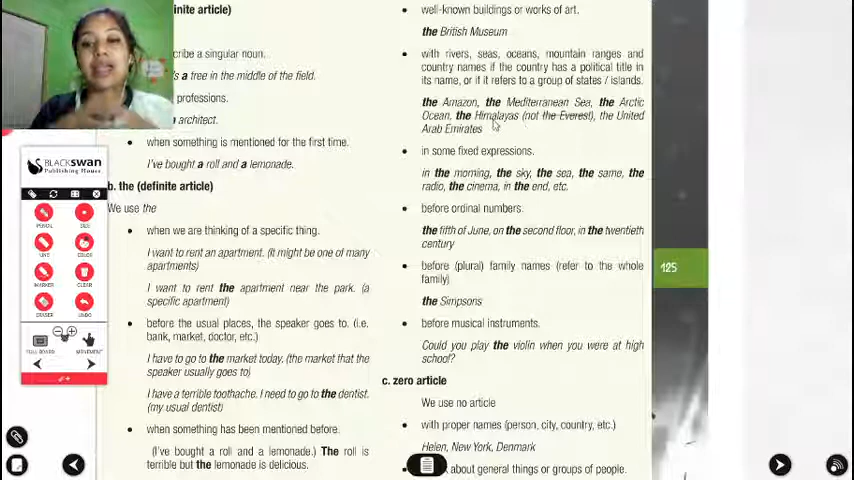 inite article)
cribe a singular noun.
's a tree in the middle of the field.
professions.
architect.
when something is mentioned for the first time.
I've bought a roll and a lemonade.
b. the (definite article)
We use the
• when we are thinking of a specific thing.
I want to rent an apartment. (It might be one of many
apartments)
I want to rent the apartment near the park. (a
specific apartment)
• before the usual places, the speaker goes to. (i.e.
bank, market, doctor, etc.)
I have to go to the market today. (the market that the
speaker usually goes to)
I have a terrible toothache. I need to go to the dentist.
(my usual dentist)
• when something has been mentioned before.
(I've bought a roll and a lemonade.) The roll is
terrible but the lemonade is delicious.
• well-known buildings or works of art.
the British Museum
• with rivers, seas, oceans, mountain ranges and
country names if the country has a political title in
its name, or if it refers to a group of states / islands.
the Amazon, the Mediterranean Sea, the Arctic
Ocean, the Himalayas (not the Everest), the United
Arab Emirates
• in some fixed expressions.
in the morning, the sky, the sea, the same, the
radio, the cinema, in the end, etc.
• before ordinal numbers.
the fifth of June, on the second floor, in the twentieth
century
• before (plural) family names (refer to the whole
family)
the Simpsons
• before musical instruments.
Could you play the violin when you were at high
school?
c. zero article
We use no article
• with proper names (person, city, country, etc.)
Helen, New York, Denmark
• about general things or groups of people.
125
BLACKSWAN
Publishing House
PENCIL
LINE
COLOR
MARKER
CLEAR
ERASER
UNDO
FULL BOARD
MOVEMENT